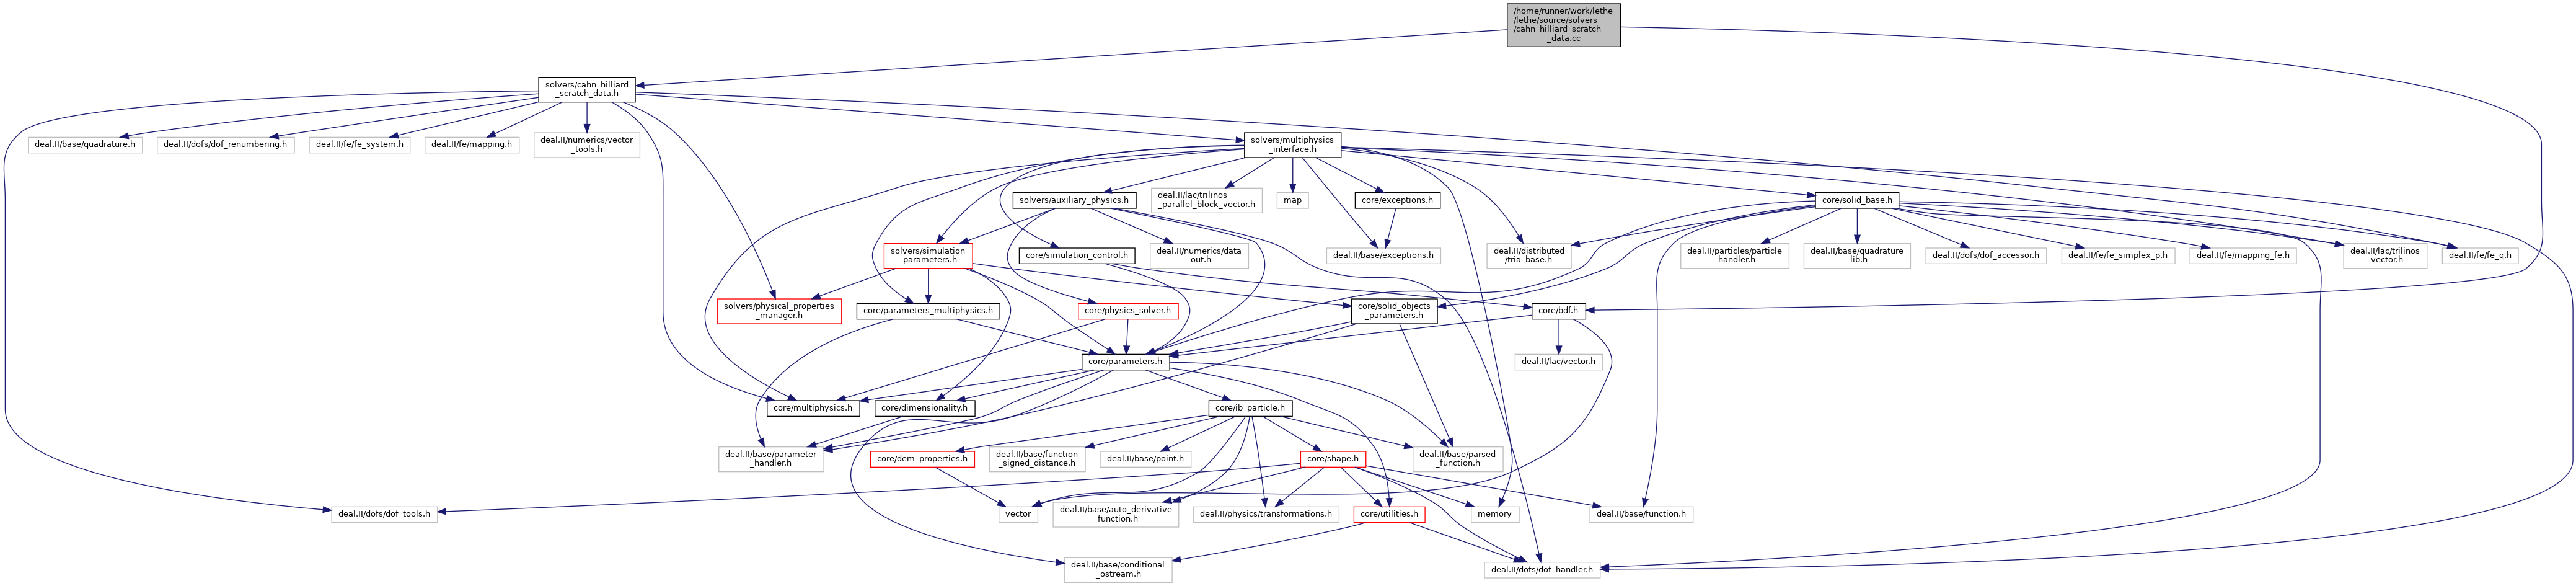 /home/runner/work/lethe
/lethe/source/solvers
/cahn_hilliard_scratch
_data.cc
solvers/cahn_hilliard
_scratch_data.h
deal.II/base/quadrature.h
deal.II/dofs/dof_renumbering.h
deal.II/fe/fe_system.h
deal.II/fe/mapping.h
deal.II/numerics/vector
_tools.h
solvers/multiphysics
_interface.h
solvers/auxiliary_physics.h
deal.II/lac/trilinos
_parallel_block_vector.h
map
core/exceptions.h
core/solid_base.h
solvers/simulation
_parameters.h
core/simulation_control.h
deal.II/numerics/data
_out.h
deal.II/base/exceptions.h
deal.II/distributed
/tria_base.h
deal.II/particles/particle
_handler.h
deal.II/base/quadrature
_lib.h
deal.II/dofs/dof_accessor.h
deal.II/fe/fe_simplex_p.h
deal.II/fe/mapping_fe.h
deal.II/lac/trilinos
_vector.h
deal.II/fe/fe_q.h
solvers/physical_properties
_manager.h
core/parameters_multiphysics.h
core/physics_solver.h
core/solid_objects
_parameters.h
core/bdf.h
core/parameters.h
deal.II/lac/vector.h
core/multiphysics.h
core/dimensionality.h
core/ib_particle.h
deal.II/base/parameter
_handler.h
core/dem_properties.h
deal.II/base/function
_signed_distance.h
deal.II/base/point.h
core/shape.h
deal.II/base/parsed
_function.h
deal.II/dofs/dof_tools.h
vector
deal.II/base/auto_derivative
_function.h
deal.II/physics/transformations.h
core/utilities.h
memory
deal.II/base/function.h
deal.II/base/conditional
_ostream.h
deal.II/dofs/dof_handler.h